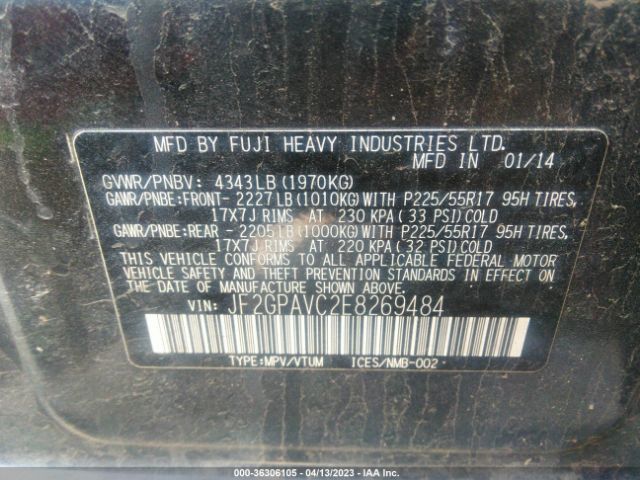 MFD BY FUJI HEAVY INDUSTRIES LTD.
MFD IN 01/14
GVWR/PNBV: 4343LB(1970KG)
GAWR/PNBE:FRONT- 2227LB(1010KG)WITH P225/55R17 95H TIRES,
17X7J RIMS AT 230 KPA(33 PSI)COLD
GAWR/PNBE:REAR - 2205LB(1000KG)WITH P225/55R17 95H TIRES,
17X7J RIMS AT 220 KPA(32 PSI)COLD
THIS VEHICLE CONFORMS TO ALL APPLICABLE FEDERAL MOTOR
VEHICLE SAFETY AND THEFT PREVENTION STANDARDS IN EFFECT ON
THE DATE OF MANUFACTURE SHOWN ABOVE.
VIN: JF2GPAVC2E8269484
TYPE:MPV/VTUM ICES/NMB-002
000-36306105 - 04/13/2023 - IAA Inc.